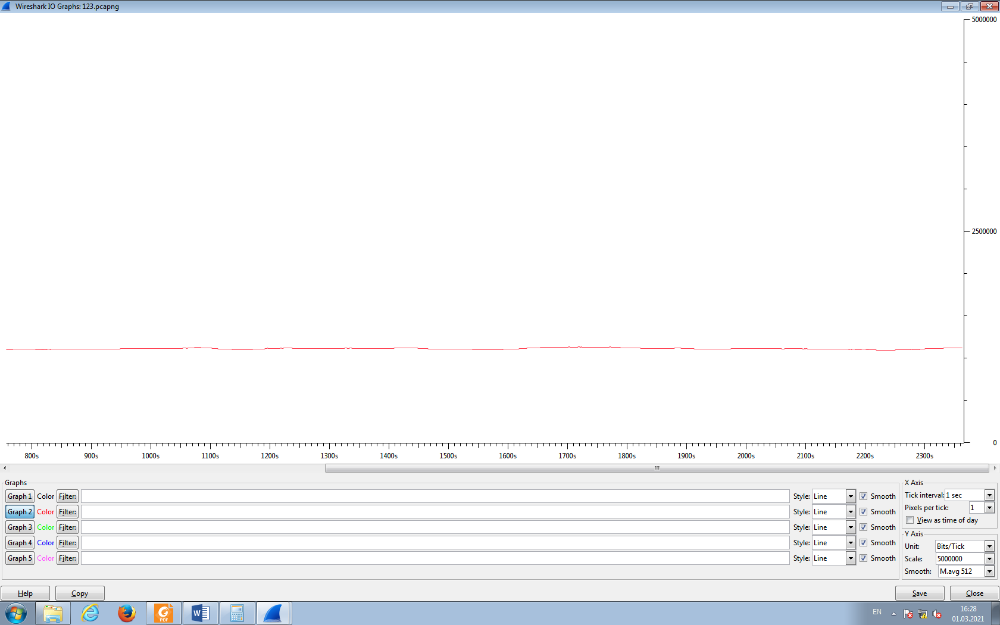 Wireshark IO Graphs: 123.pcapng
5000000
2500000
0
800s 900s 1000s 1100s 1200s 1300s 1400s 1500s 1600s 1700s 1800s 1900s 2000s 2100s 2200s 2300s
Graphs
Graph 1 Color Filter: Style: Line Smooth
Graph 2 Color Filter: Style: Line Smooth
Graph 3 Color Filter: Style: Line Smooth
Graph 4 Color Filter: Style: Line Smooth
Graph 5 Color Filter: Style: Line Smooth
X Axis
Tick interval: 1 sec
Pixels per tick: 1
View as time of day
Y Axis
Unit: Bits/Tick
Scale: 5000000
Smooth: M.avg 512
Help Copy Save Close
PDF
W
EN
16:28
01.03.2021